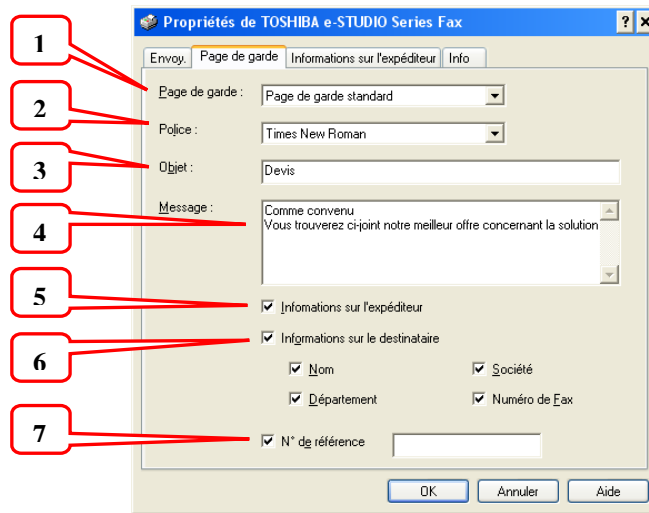 Propriétés de TOSHIBA e-STUDIO Series Fax
Envoy. Page de garde Informations sur l'expéditeur Info
1
Page de garde : Page de garde standard
2
Police : Times New Roman
3
Objet : Devis
4
Message : Comme convenu
Vous trouverez ci-joint notre meilleur offre concernant la solution
5
Infomations sur l'expéditeur
6
Informations sur le destinataire
Nom Société
Département Numéro de Fax
7
N° de référence
OK Annuler Aide